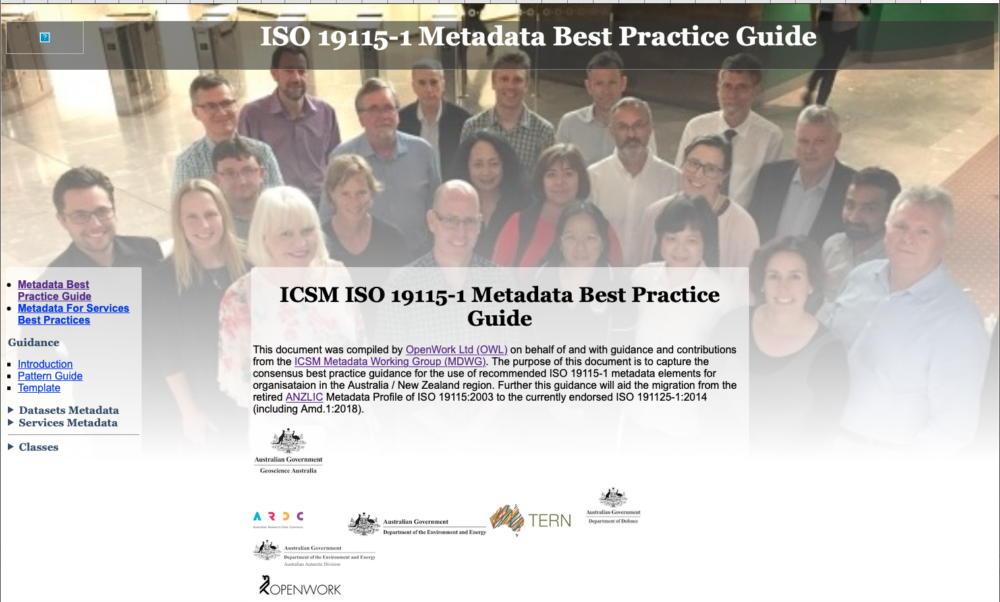 ISO 19115-1 Metadata Best Practice Guide
?
Metadata Best
Practice Guide
Metadata For Services
Best Practices
Guidance
Introduction
Pattern Guide
Template
Datasets Metadata
Services Metadata
Classes
ICSM ISO 19115-1 Metadata Best Practice
Guide
This document was compiled by OpenWork Ltd (OWL) on behalf of and with guidance and contributions
from the ICSM Metadata Working Group (MDWG). The purpose of this document is to capture the
consensus best practice guidance for the use of recommended ISO 19115-1 metadata elements for
organisataion in the Australia / New Zealand region. Further this guidance will aid the migration from the
retired ANZLIC Metadata Profile of ISO 19115:2003 to the currently endorsed ISO 191125-1:2014
(including Amd.1:2018).
Australian Government
Geoscience Australia
ARDC
Australian Research Data Commons
Australian Government
Department of the Environment and Energy
TERN
Australian Government
Department of Defence
Australian Government
Department of the Environment and Energy
Australian Antarctic Division
OPENWORK